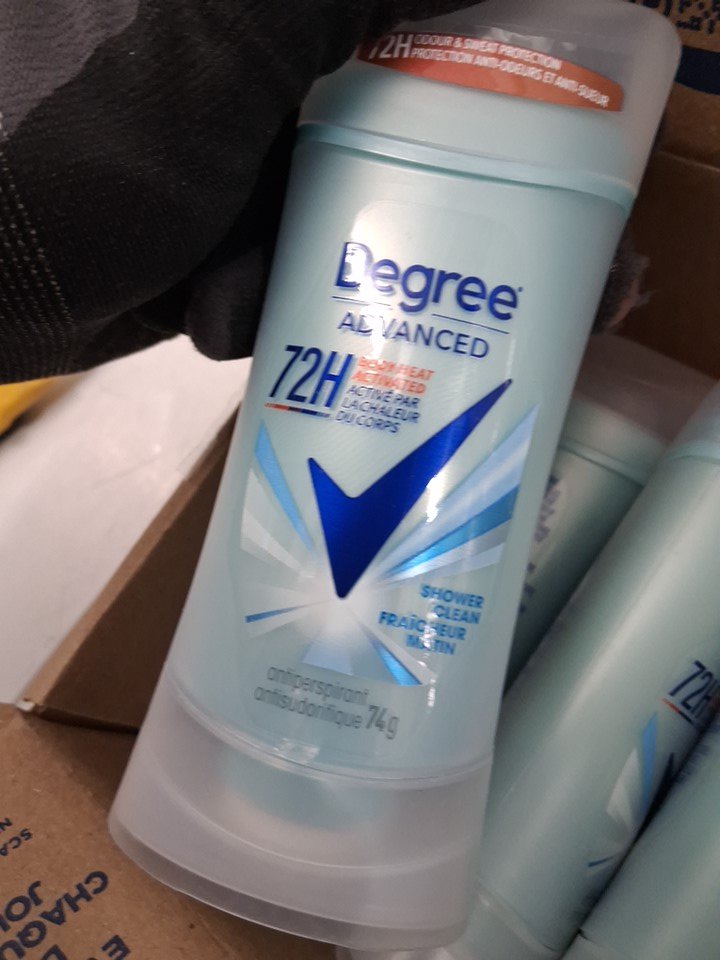 72H ODOUR & SWEAT PROTECTION
PROTECTION ANTI-ODEURS ET ANTI-SUEUR
Degree
ADVANCED
72H BODY HEAT
ACTIVATED
ACTIVÉ PAR
LA CHALEUR
DU CORPS
SHOWER
CLEAN
FRAÎCHEUR
MATIN
antiperspirant
antisudorifique 74g
72H
CHAQUE